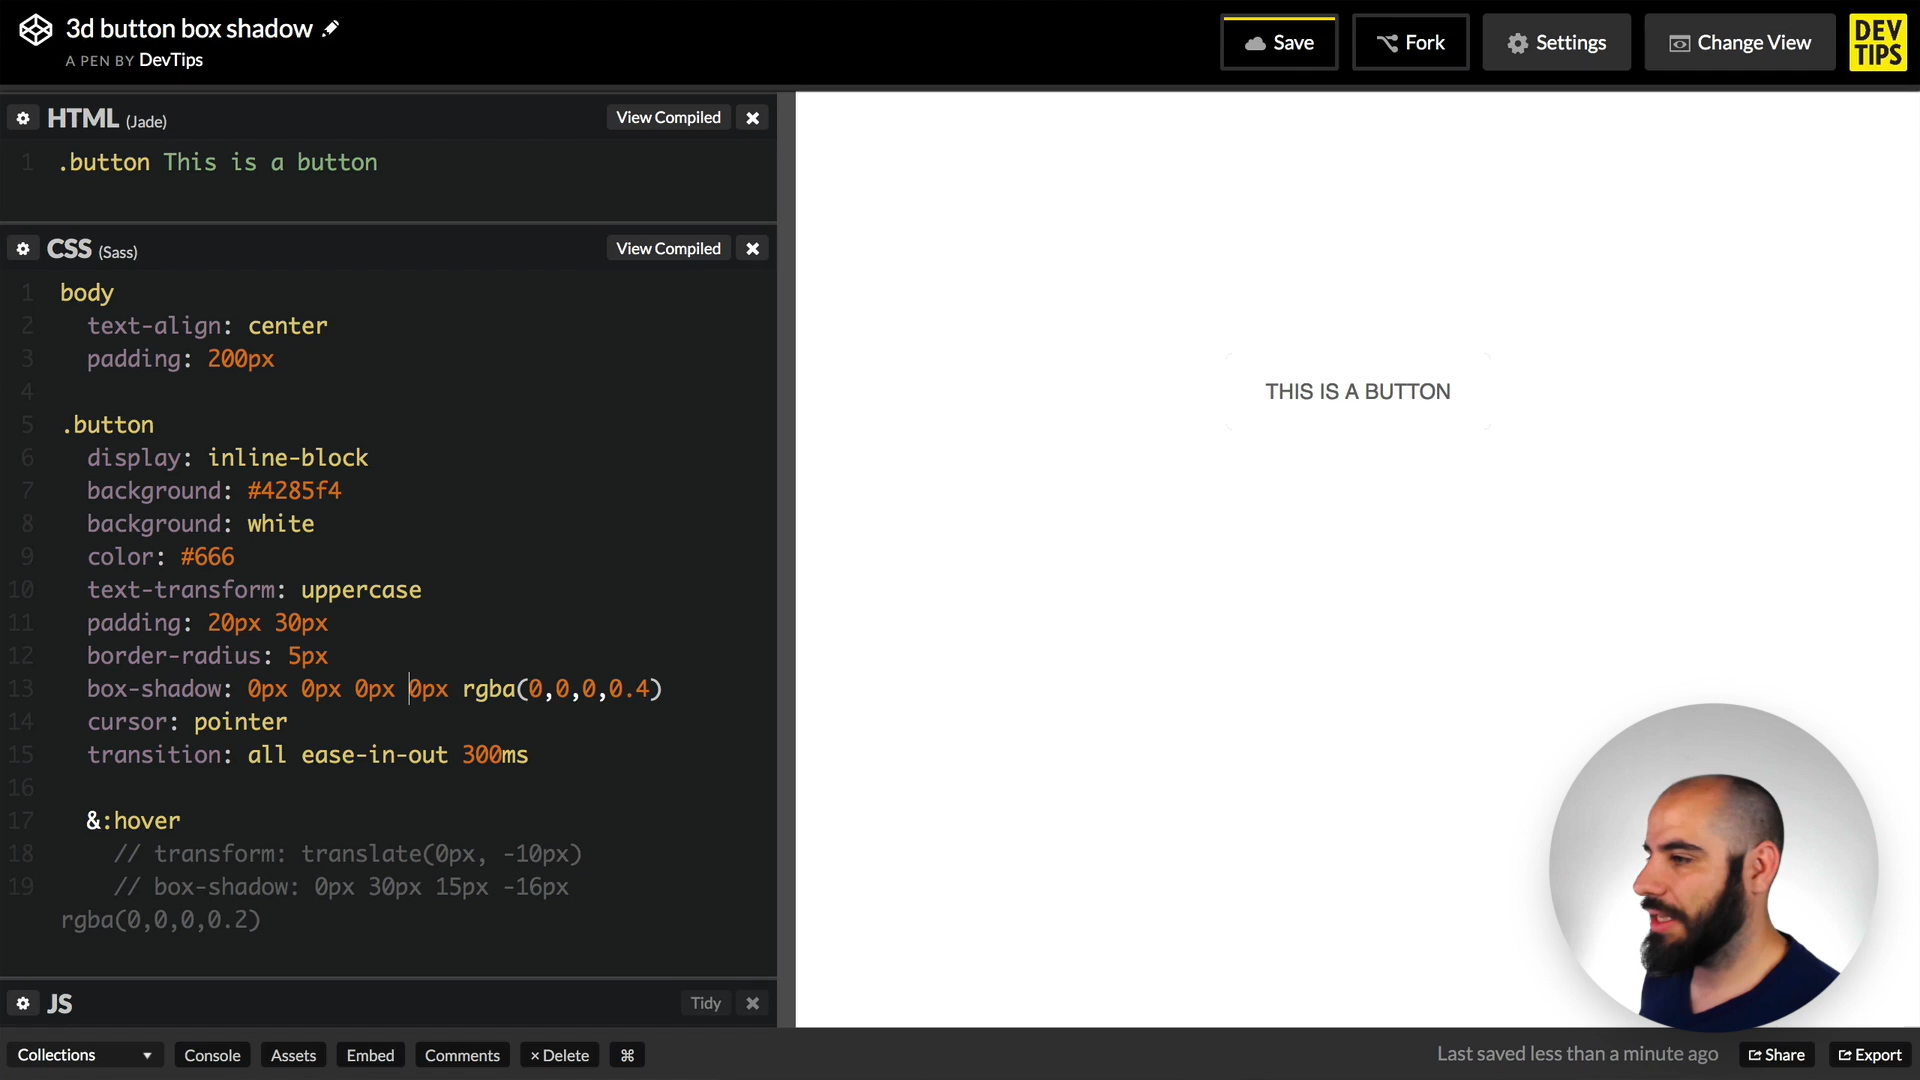 3d button box shadow
A PEN BY DevTips
Save
Fork
Settings
Change View
DEV
TIPS
HTML (Jade)
View Compiled
1 .button This is a button
CSS (Sass)
View Compiled
1 body
2 text-align: center
3 padding: 200px
4
5 .button
6 display: inline-block
7 background: #4285f4
8 background: white
9 color: #666
10 text-transform: uppercase
11 padding: 20px 30px
12 border-radius: 5px
13 box-shadow: 0px 0px 0px 0px rgba(0,0,0,0.4)
14 cursor: pointer
15 transition: all ease-in-out 300ms
16
17 &:hover
18 // transform: translate(0px, -10px)
19 // box-shadow: 0px 30px 15px -16px
rgba(0,0,0,0.2)
THIS IS A BUTTON
JS
Tidy
Collections
Console
Assets
Embed
Comments
× Delete
⌘
Last saved less than a minute ago
Share
Export